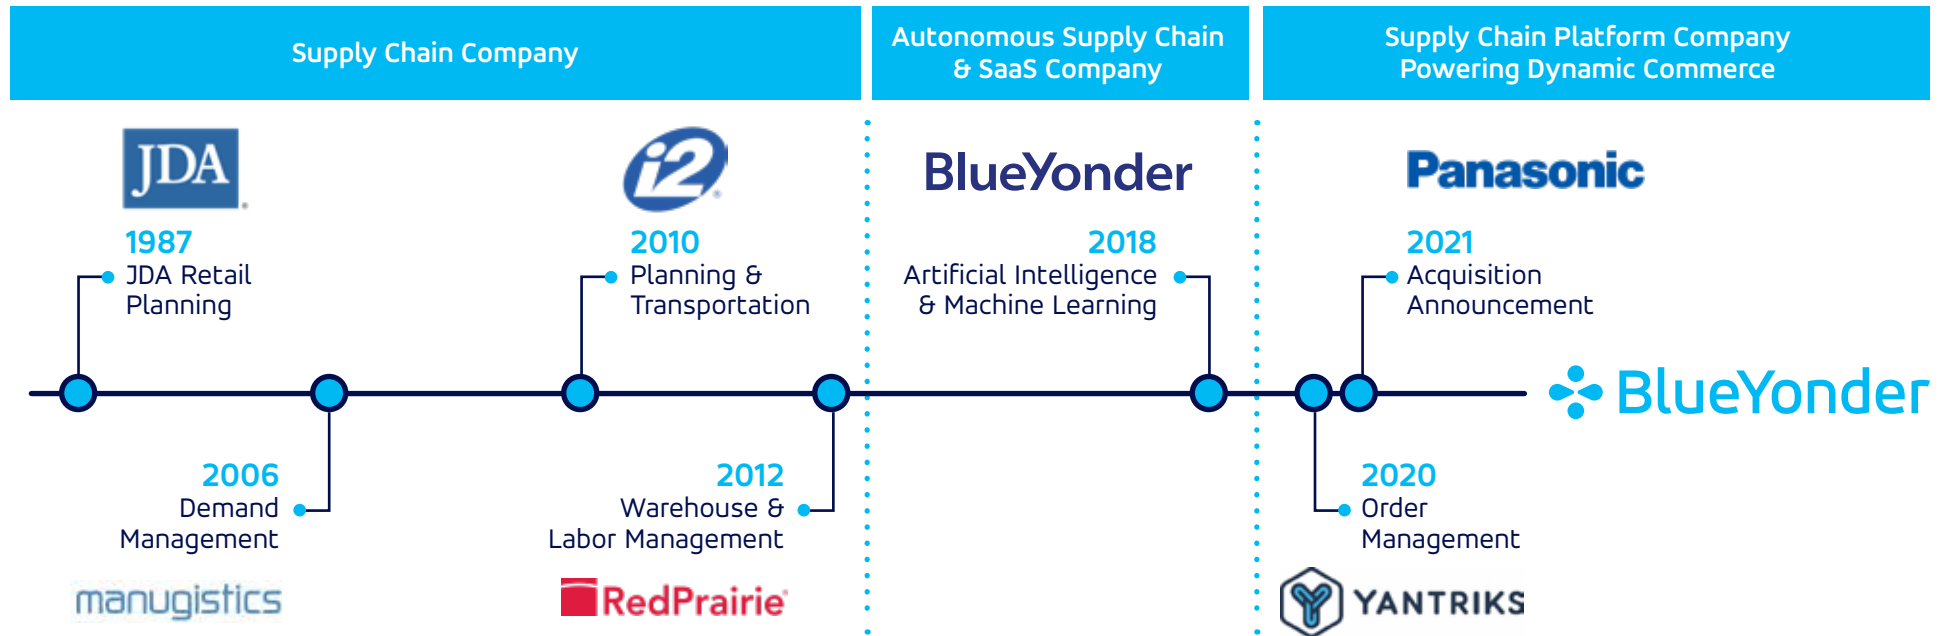 Supply Chain Company
Autonomous Supply Chain
& SaaS Company
Supply Chain Platform Company
Powering Dynamic Commerce
JDA
1987
JDA Retail
Planning
i2
2010
Planning &
Transportation
BlueYonder
2018
Artificial Intelligence
& Machine Learning
Panasonic
2021
Acquisition
Announcement
BlueYonder
2006
Demand
Management
manugistics
2012
Warehouse &
Labor Management
RedPrairie
2020
Order
Management
YANTRIKS